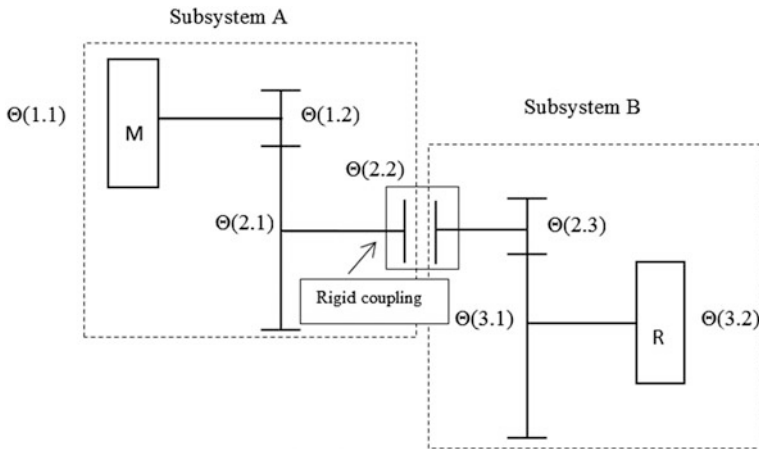 Subsystem A
Θ(1.1)
M
Θ(1.2)
Subsystem B
Θ(2.2)
Θ(2.1)
Θ(2.3)
Rigid coupling
Θ(3.1)
R
Θ(3.2)